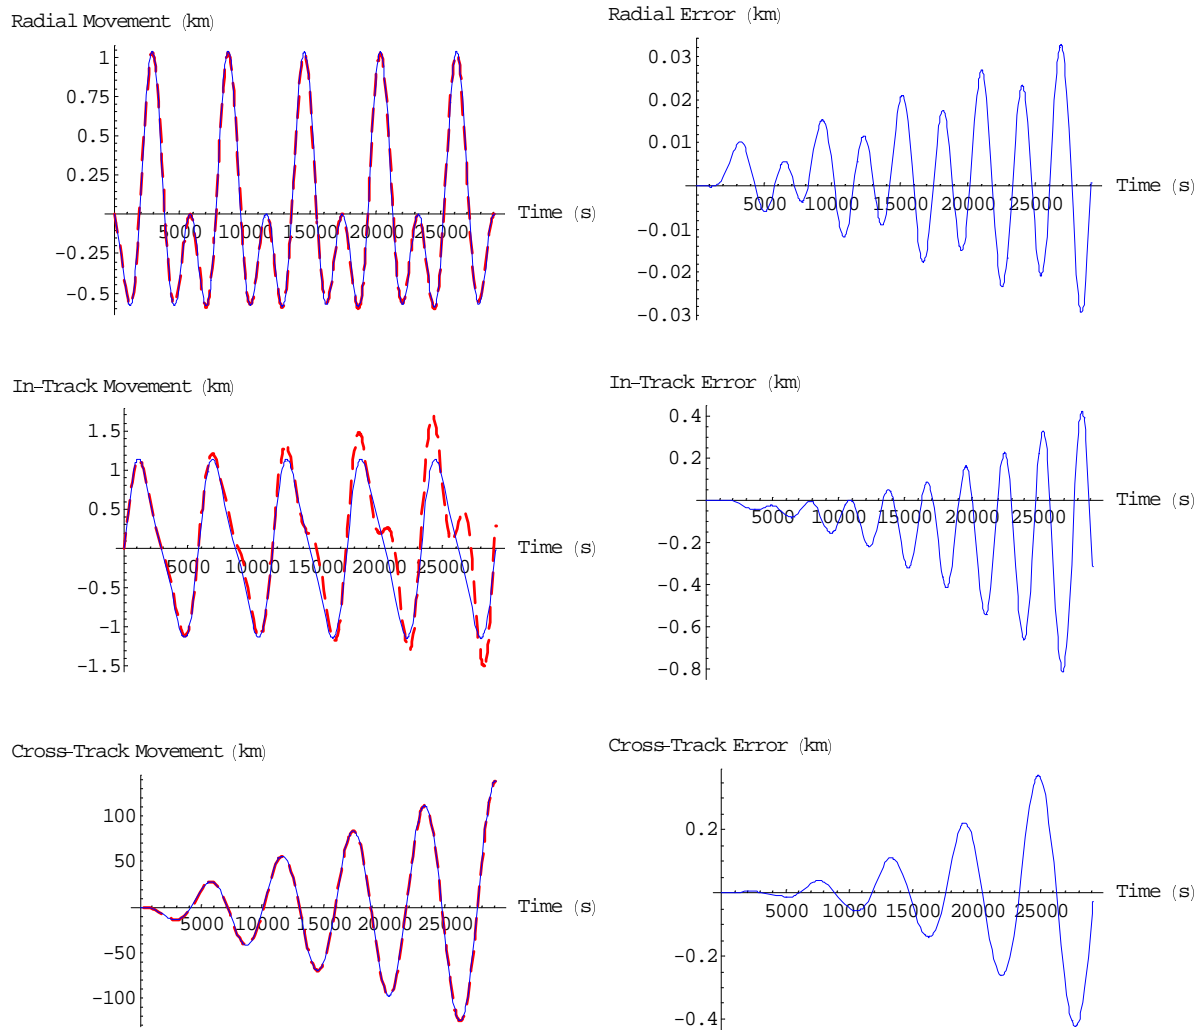 Radial Movement (km)
1
0.75
0.5
0.25
-0.25
-0.5
5000 10000 15000 20000 25000
Time (s)
Radial Error (km)
0.03
0.02
0.01
-0.01
-0.02
-0.03
5000 10000 15000 20000 25000
Time (s)
In-Track Movement (km)
1.5
1
0.5
-0.5
-1
-1.5
5000 10000 15000 20000 25000
Time (s)
In-Track Error (km)
0.4
0.2
-0.2
-0.4
-0.6
-0.8
5000 10000 15000 20000 25000
Time (s)
Cross-Track Movement (km)
100
50
-50
-100
5000 10000 15000 20000 25000
Time (s)
Cross-Track Error (km)
0.2
-0.2
-0.4
5000 10000 15000 20000 25000
Time (s)